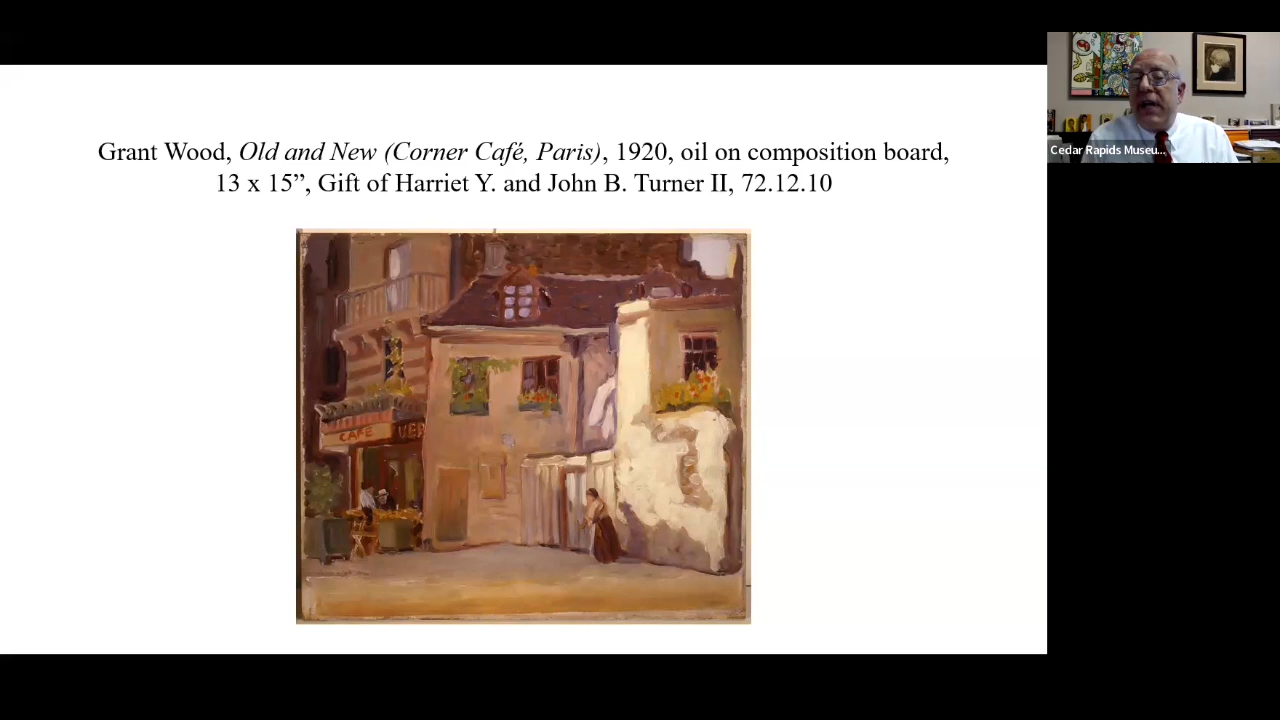 Grant Wood, Old and New (Corner Café, Paris), 1920, oil on composition board,
13 x 15”, Gift of Harriet Y. and John B. Turner II, 72.12.10
Cedar Rapids Museu...
CAFE
VER